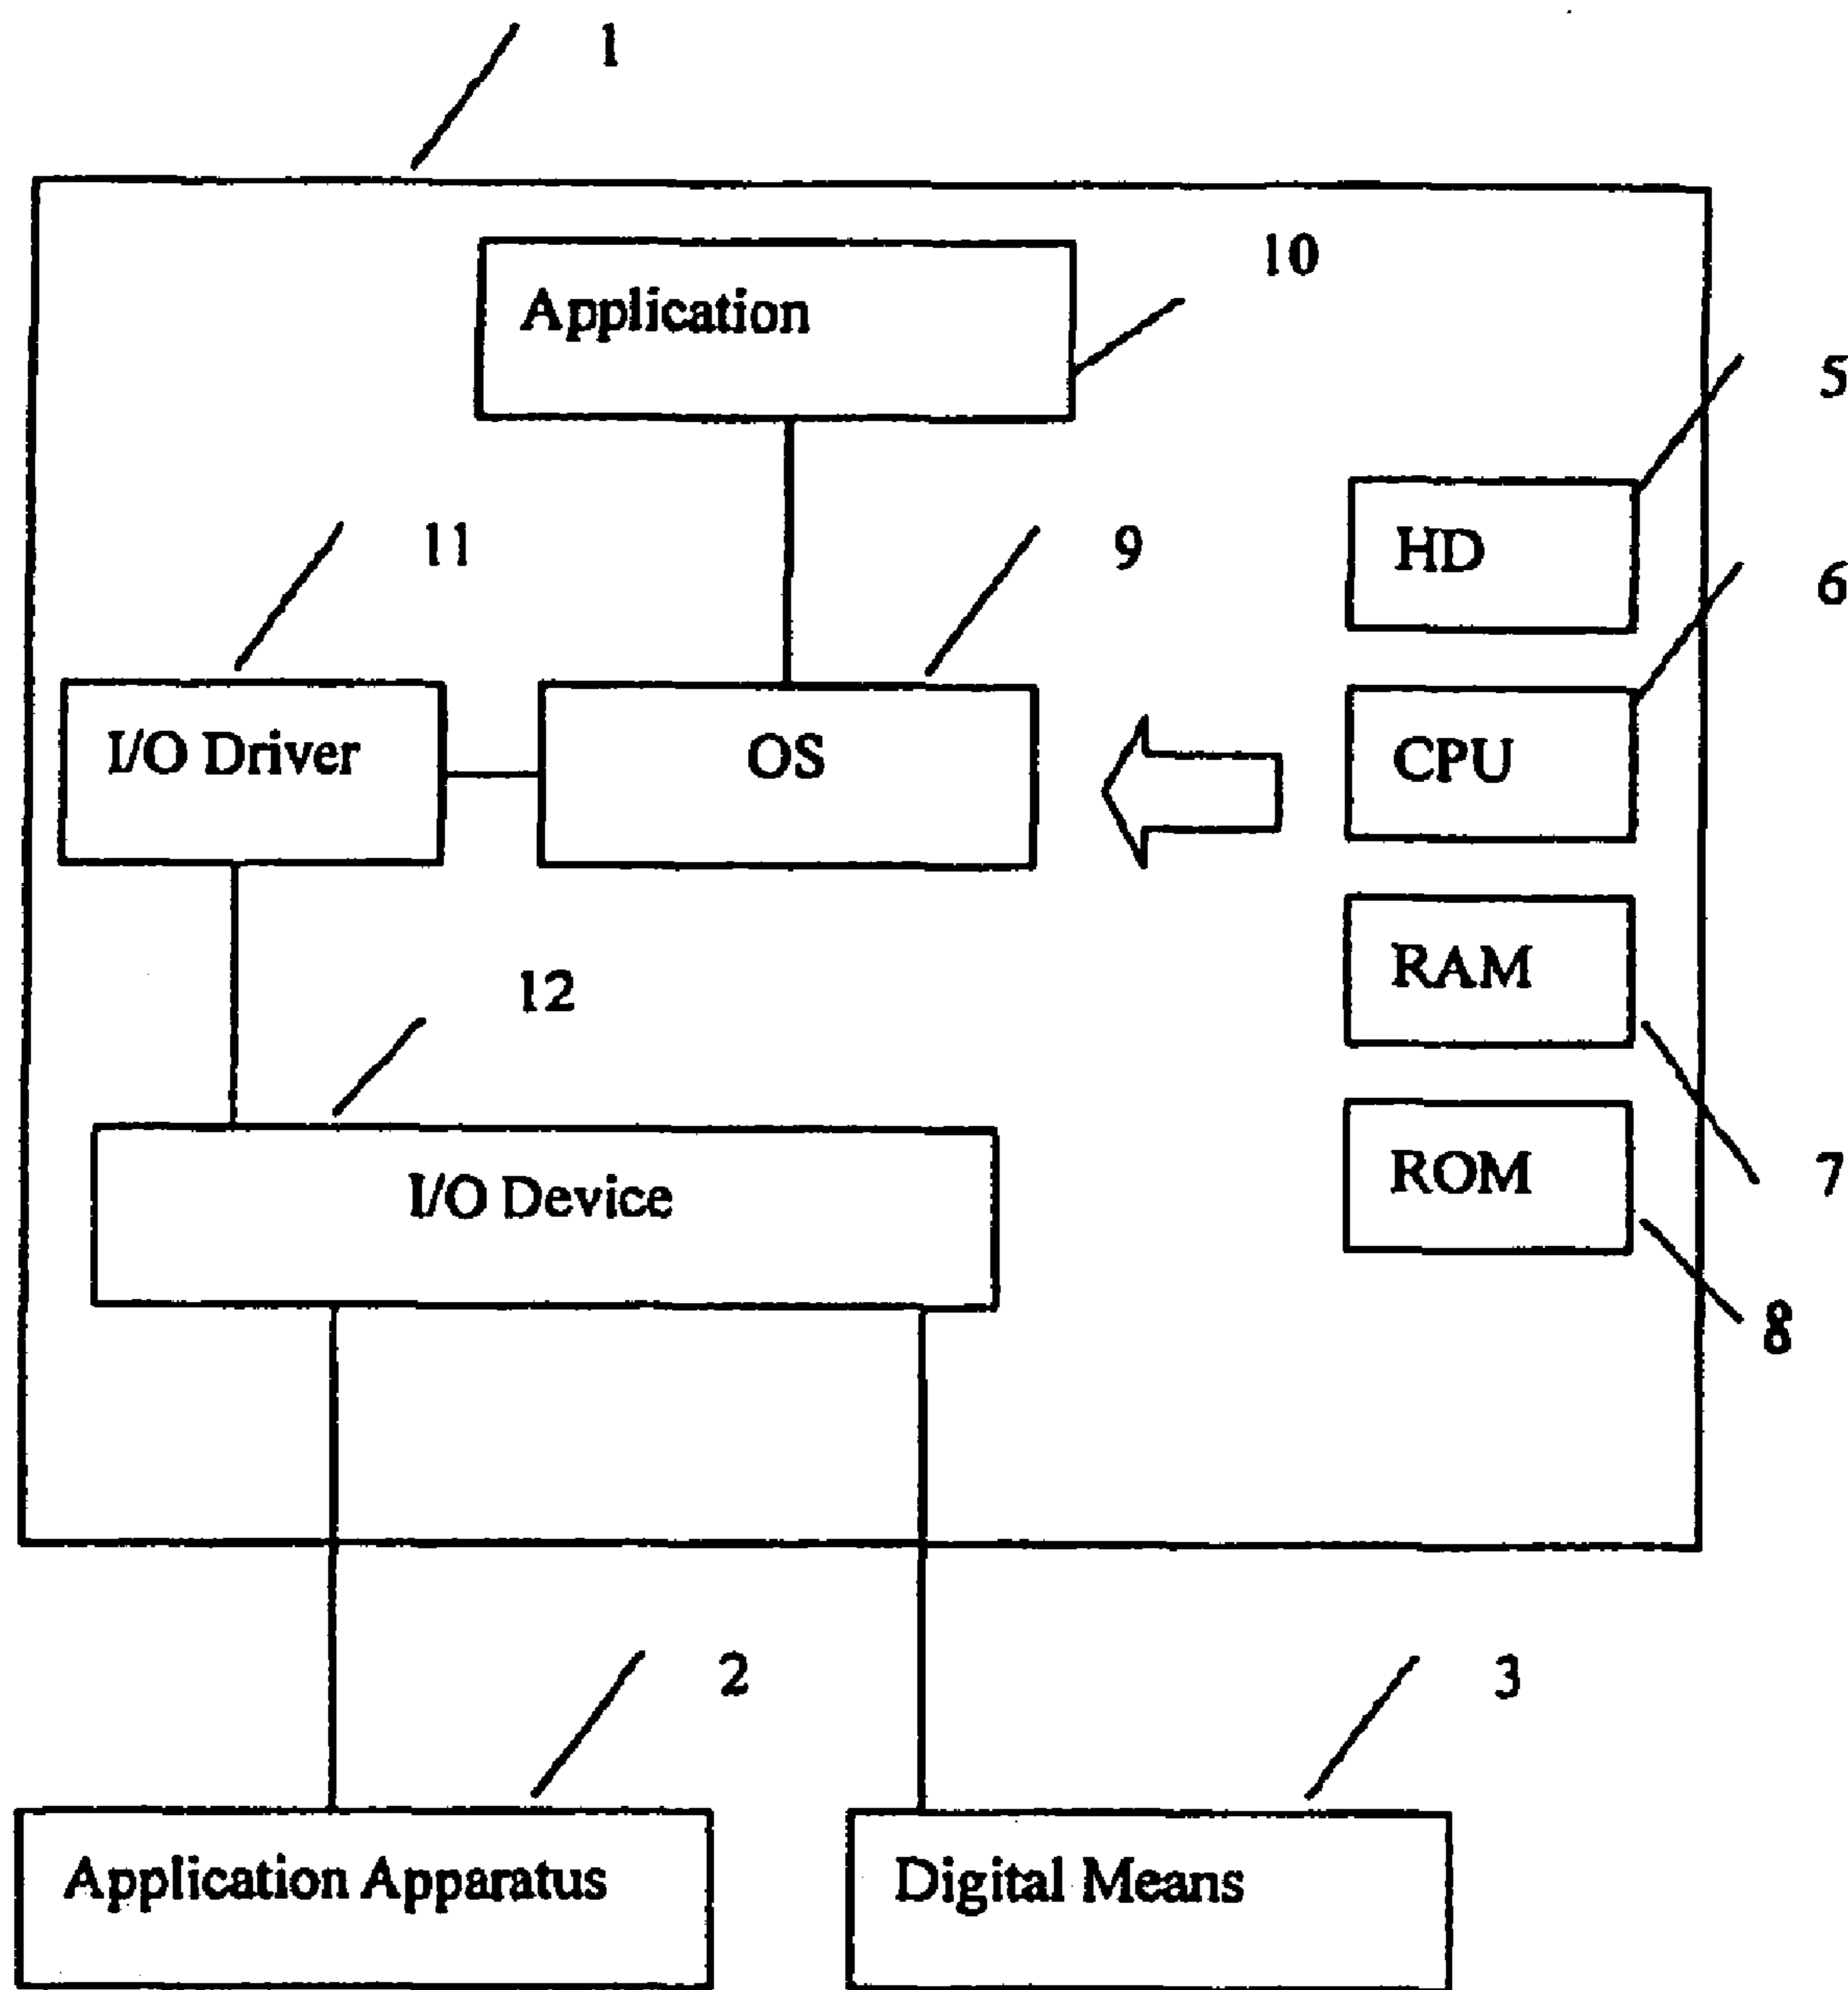 1
Application
10
5
HD
11
9
6
I/O Driver
OS
CPU
RAM
12
I/O Device
ROM
7
8
2
3
Application Apparatus
Digital Means